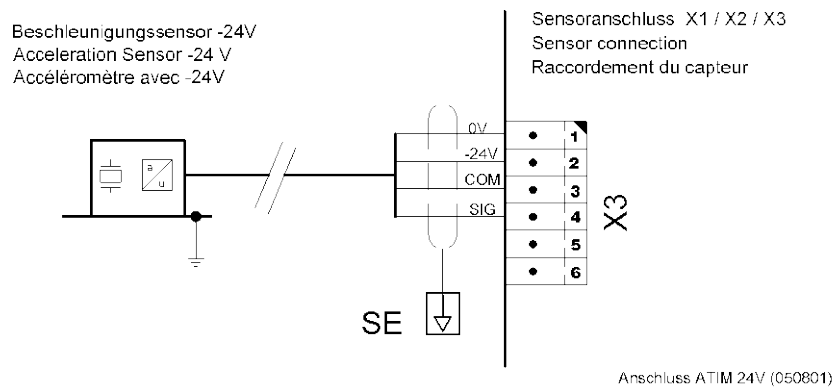 Beschleunigungssensor -24V
Acceleration Sensor -24 V
Accéléromètre avec -24V
Sensoranschluss X1 / X2 / X3
Sensor connection
Raccordement du capteur
0V
-24V
COM
SIG
1
2
3
4
5
6
X3
a
u
SE
Anschluss ATIM 24V (050801)